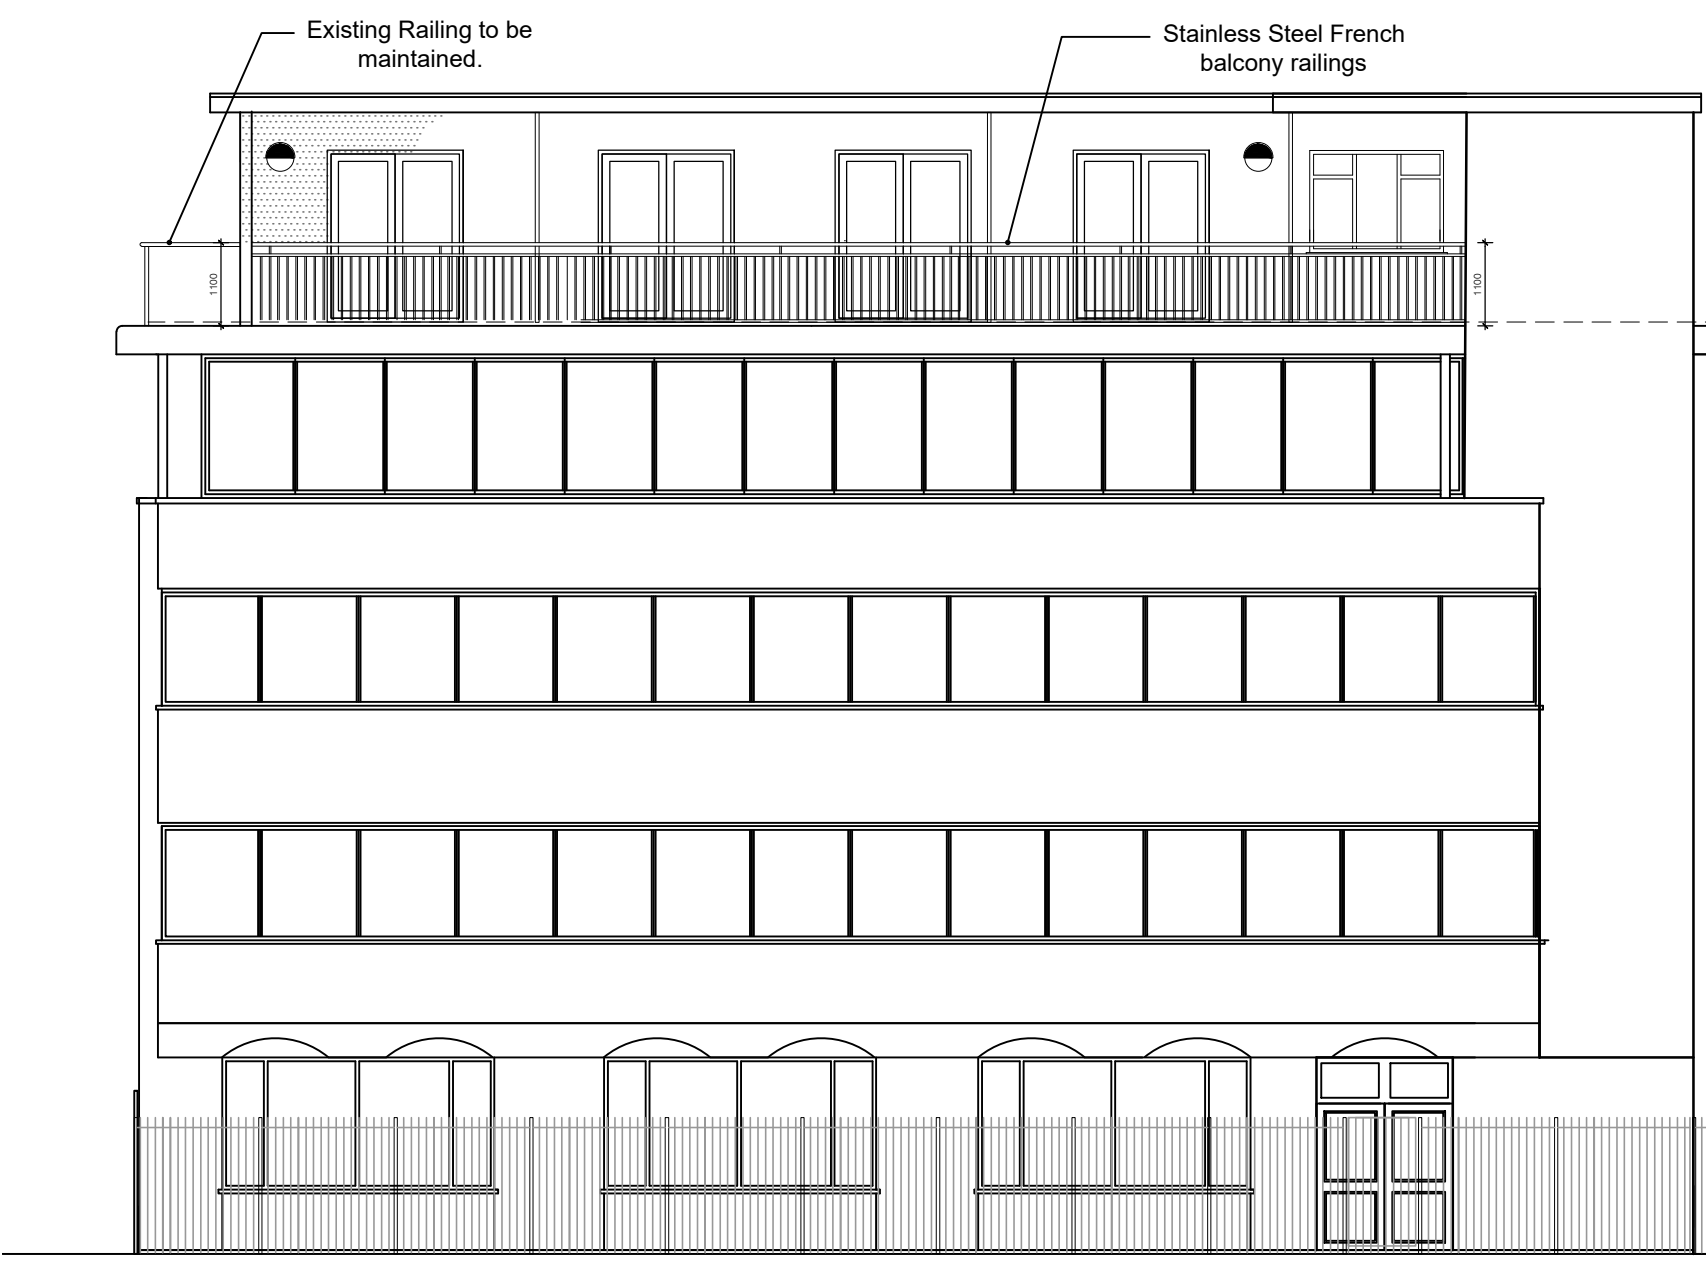 Existing Railing to be
maintained.
Stainless Steel French
balcony railings
1100
1100